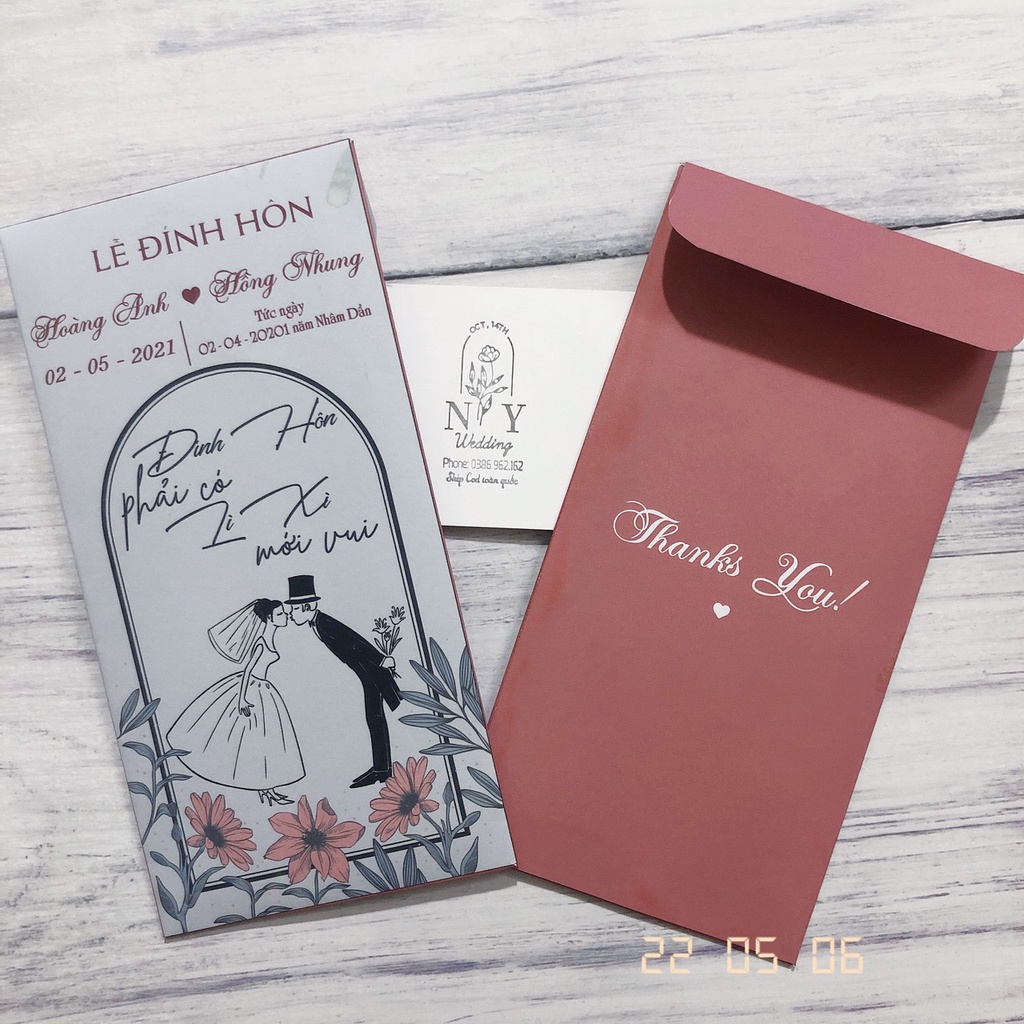 LỄ ĐÍNH HÔN
Hoàng Anh ♥ Hồng Nhung
02 - 05 - 2021
Tức ngày
02-04-20201 năm Nhâm Dần
Đính Hôn
phải có
Lì Xì
mới vui
OCT, 14TH
N Y
Wedding
Phone: 0386.962.162
Ship Cod toàn quốc
Thanks You!
22 05 06